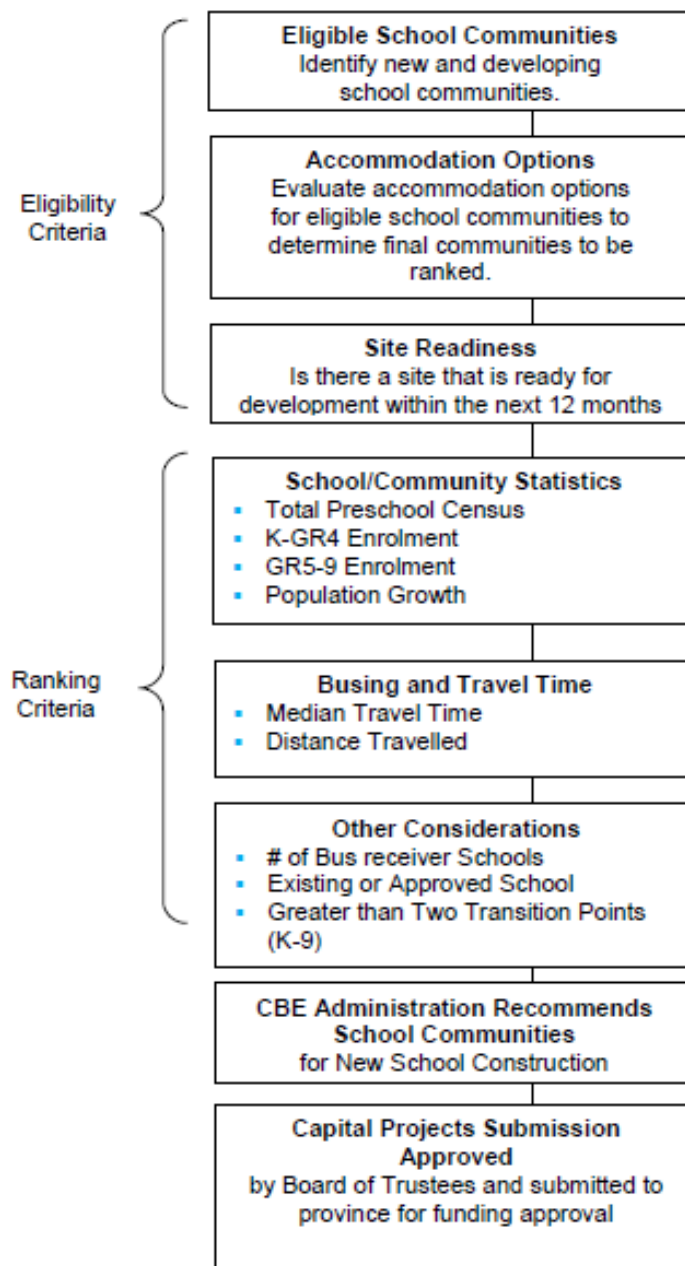 Eligible School Communities
Identify new and developing
school communities.
Accommodation Options
Evaluate accommodation options
for eligible school communities to
determine final communities to be
ranked.
Eligibility
Criteria
Site Readiness
Is there a site that is ready for
development within the next 12 months
School/Community Statistics
▪ Total Preschool Census
▪ K-GR4 Enrolment
▪ GR5-9 Enrolment
▪ Population Growth
Ranking
Criteria
Busing and Travel Time
▪ Median Travel Time
▪ Distance Travelled
Other Considerations
▪ # of Bus receiver Schools
▪ Existing or Approved School
▪ Greater than Two Transition Points
(K-9)
CBE Administration Recommends
School Communities
for New School Construction
Capital Projects Submission
Approved
by Board of Trustees and submitted to
province for funding approval